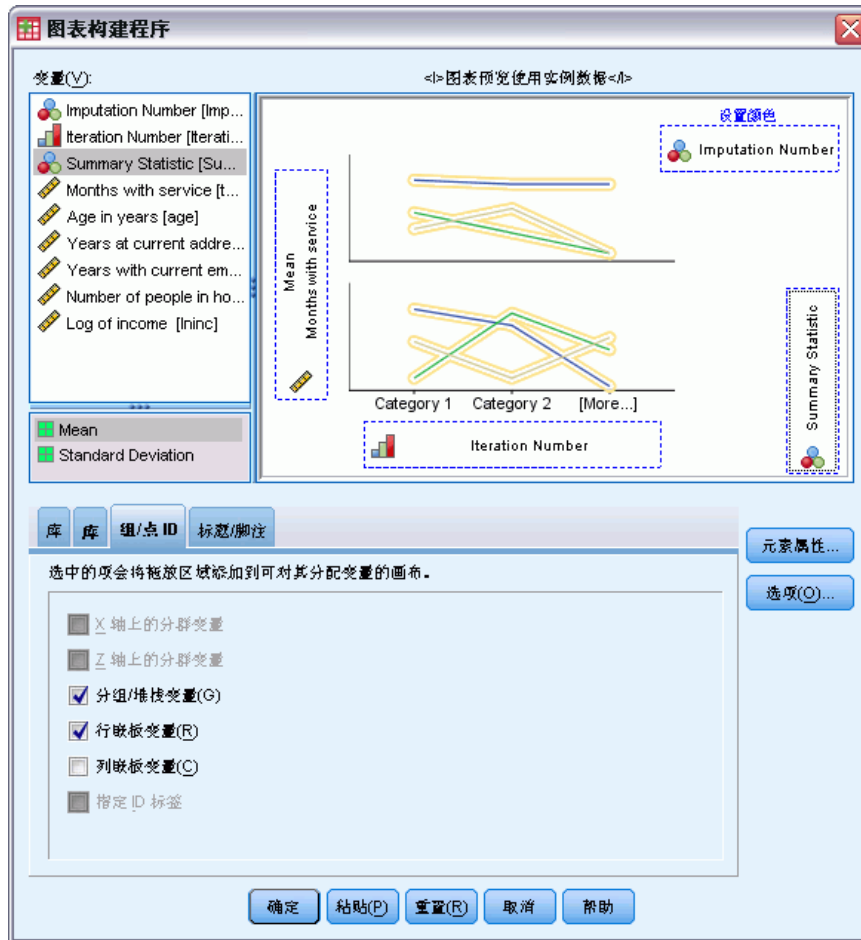 图表构建程序
变量(V):
<I>图表预览使用实例数据</I>
Imputation Number [Imp...
Iteration Number [Iterati...
Summary Statistic [Su...
Months with service [t...
Age in years [age]
Years at current addre...
Years with current em...
Number of people in ho...
Log of income [lninc]
Mean
Standard Deviation
设置颜色
Imputation Number
Mean
Months with service
Summary Statistic
Category 1 Category 2 [More...]
Iteration Number
库 库 组/点 ID 标题/脚注
选中的项会将拖放区域添加到可对其分配变量的画布。
X 轴上的分群变量
Z 轴上的分群变量
分组/堆栈变量(G)
行嵌板变量(R)
列嵌板变量(C)
指定 ID 标签
元素属性...
选项(O)...
确定 粘贴(P) 重置(R) 取消 帮助